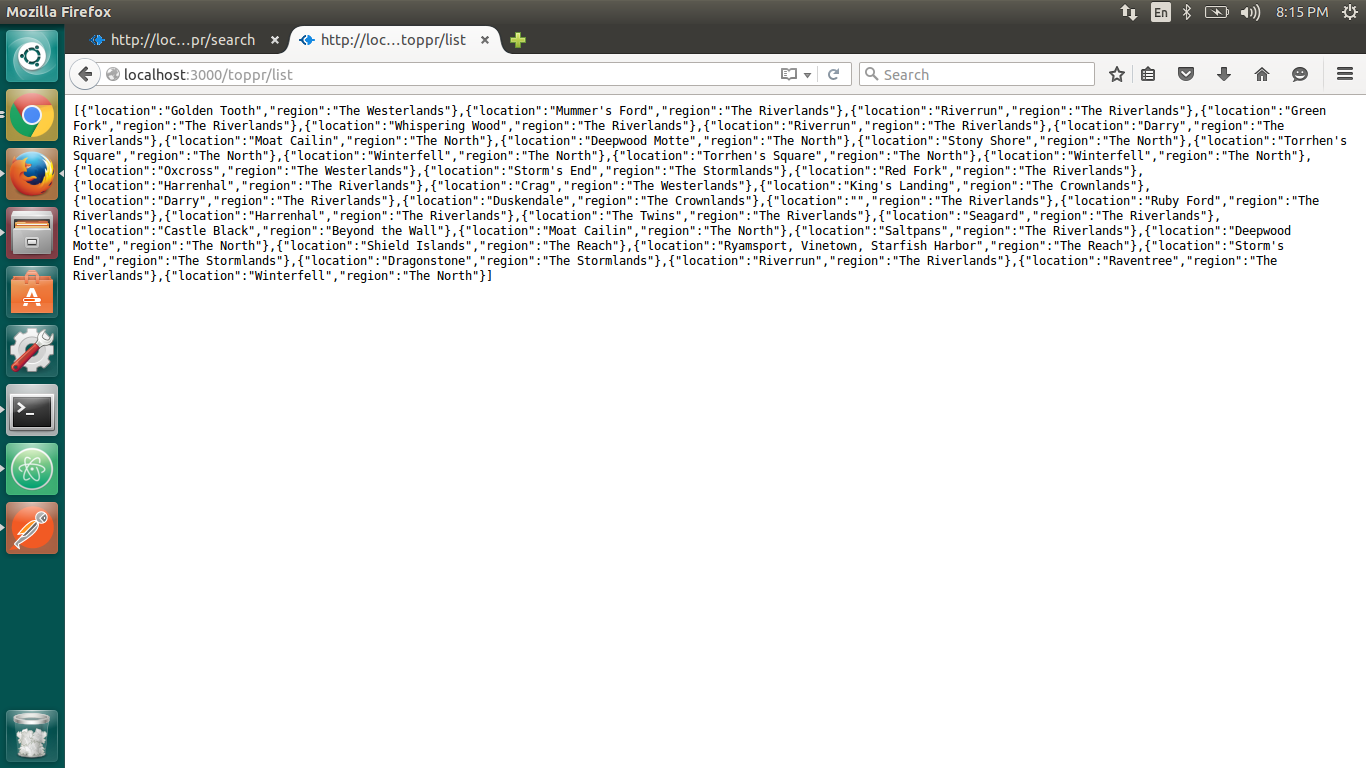 Mozilla Firefox
En
8:15 PM
http://loc...pr/search
http://loc...toppr/list
localhost:3000/toppr/list
Search
[{"location":"Golden Tooth","region":"The Westerlands"},{"location":"Mummer's Ford","region":"The Riverlands"},{"location":"Riverrun","region":"The Riverlands"},{"location":"Green
Fork","region":"The Riverlands"},{"location":"Whispering Wood","region":"The Riverlands"},{"location":"Riverrun","region":"The Riverlands"},{"location":"Darry","region":"The
Riverlands"},{"location":"Moat Cailin","region":"The North"},{"location":"Deepwood Motte","region":"The North"},{"location":"Stony Shore","region":"The North"},{"location":"Torrhen's
Square","region":"The North"},{"location":"Winterfell","region":"The North"},{"location":"Torrhen's Square","region":"The North"},{"location":"Winterfell","region":"The North"},
{"location":"Oxcross","region":"The Westerlands"},{"location":"Storm's End","region":"The Stormlands"},{"location":"Red Fork","region":"The Riverlands"},
{"location":"Harrenhal","region":"The Riverlands"},{"location":"Crag","region":"The Westerlands"},{"location":"King's Landing","region":"The Crownlands"},
{"location":"Darry","region":"The Riverlands"},{"location":"Duskendale","region":"The Crownlands"},{"location":"","region":"The Riverlands"},{"location":"Ruby Ford","region":"The
Riverlands"},{"location":"Harrenhal","region":"The Riverlands"},{"location":"The Twins","region":"The Riverlands"},{"location":"Seagard","region":"The Riverlands"},
{"location":"Castle Black","region":"Beyond the Wall"},{"location":"Moat Cailin","region":"The North"},{"location":"Saltpans","region":"The Riverlands"},{"location":"Deepwood
Motte","region":"The North"},{"location":"Shield Islands","region":"The Reach"},{"location":"Ryamsport, Vinetown, Starfish Harbor","region":"The Reach"},{"location":"Storm's
End","region":"The Stormlands"},{"location":"Dragonstone","region":"The Stormlands"},{"location":"Riverrun","region":"The Riverlands"},{"location":"Raventree","region":"The
Riverlands"},{"location":"Winterfell","region":"The North"}]